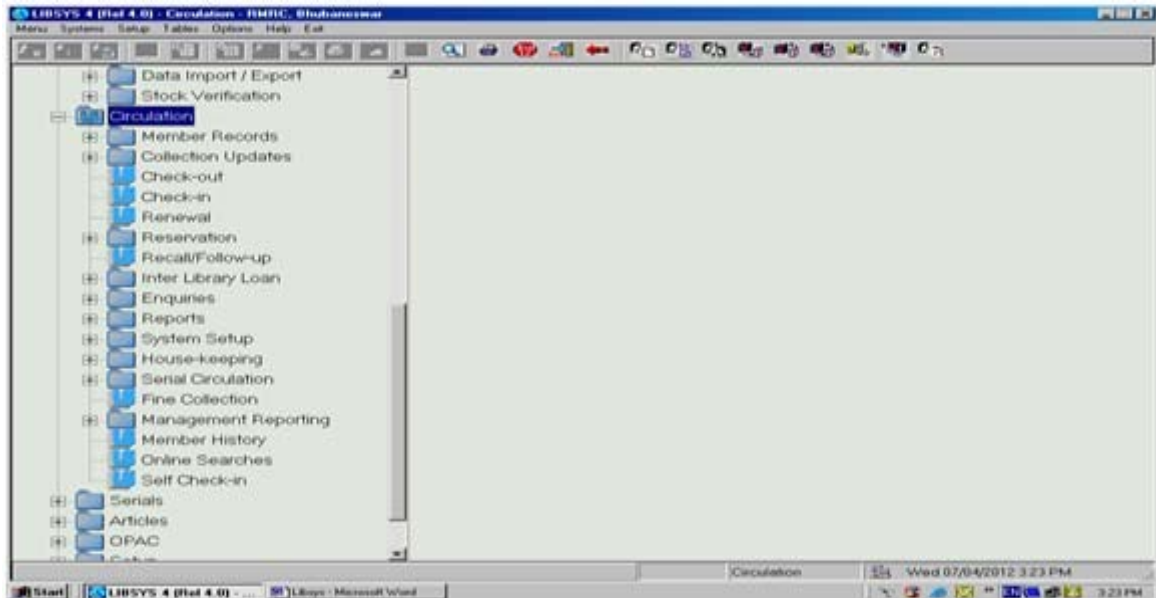 LIBSYS 4 (Rel 4.0) - Circulation - RMRC, Bhubaneswar
Menu Systems Setup Tables Options Help Exit
Data Import / Export
Stock Verification
Circulation
Member Records
Collection Updates
Check-out
Check-in
Renewal
Reservation
Recall/Follow-up
Inter Library Loan
Enquiries
Reports
System Setup
House-keeping
Serial Circulation
Fine Collection
Management Reporting
Member History
Online Searches
Self Check-in
Serials
Articles
OPAC
Circulation Wed 07/04/2012 3:23 PM
Start LIBSYS 4 (Rel 4.0) - ... Libsys - Microsoft Word 3:23 PM